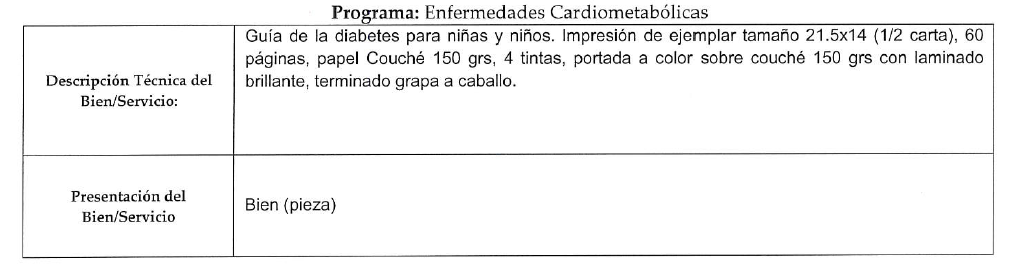 Programa: Enfermedades Cardiometabólicas
Descripción Técnica del
Bien/Servicio:
Guía de la diabetes para niñas y niños. Impresión de ejemplar tamaño 21.5x14 (1/2 carta), 60
páginas, papel Couché 150 grs, 4 tintas, portada a color sobre couché 150 grs con laminado
brillante, terminado grapa a caballo.
Presentación del
Bien/Servicio
Bien (pieza)